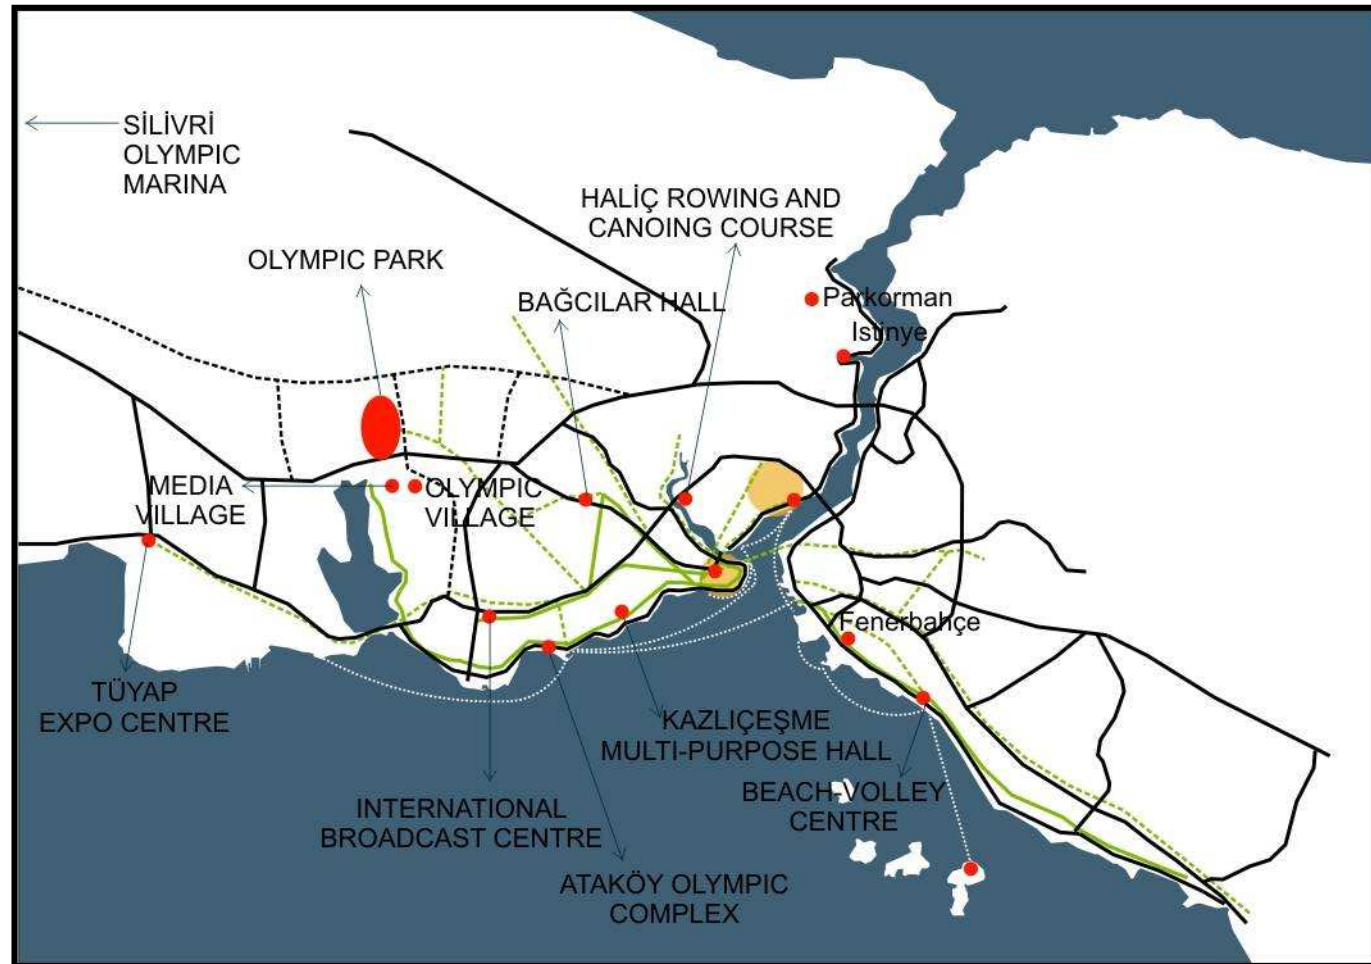 SİLİVRİ
OLYMPIC
MARINA
HALİÇ ROWING AND
CANOING COURSE
OLYMPIC PARK
BAĞCILAR HALL
Parkorman
Istinye
MEDIA
VILLAGE
OLYMPIC
VILLAGE
Fenerbahçe
TÜYAP
EXPO CENTRE
KAZLIÇEŞME
MULTI-PURPOSE HALL
BEACH-VOLLEY
CENTRE
INTERNATIONAL
BROADCAST CENTRE
ATAKÖY OLYMPIC
COMPLEX